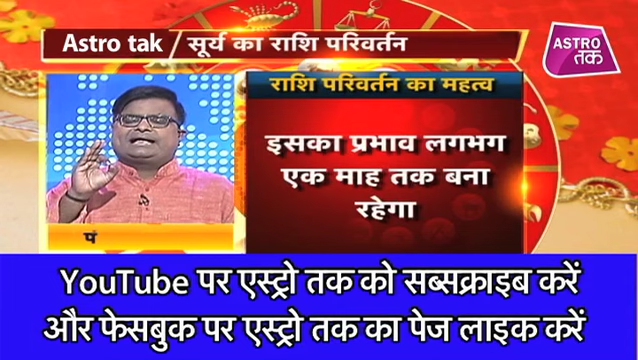 Astro tak सूर्य का राशि परिवर्तन
ASTRO
तक
राशि परिवर्तन का महत्व
इसका प्रभाव लगभग
एक माह तक बना
रहेगा
पं
YouTube पर एस्ट्रो तक को सब्सक्राइब करें
और फेसबुक पर एस्ट्रो तक का पेज लाइक करें